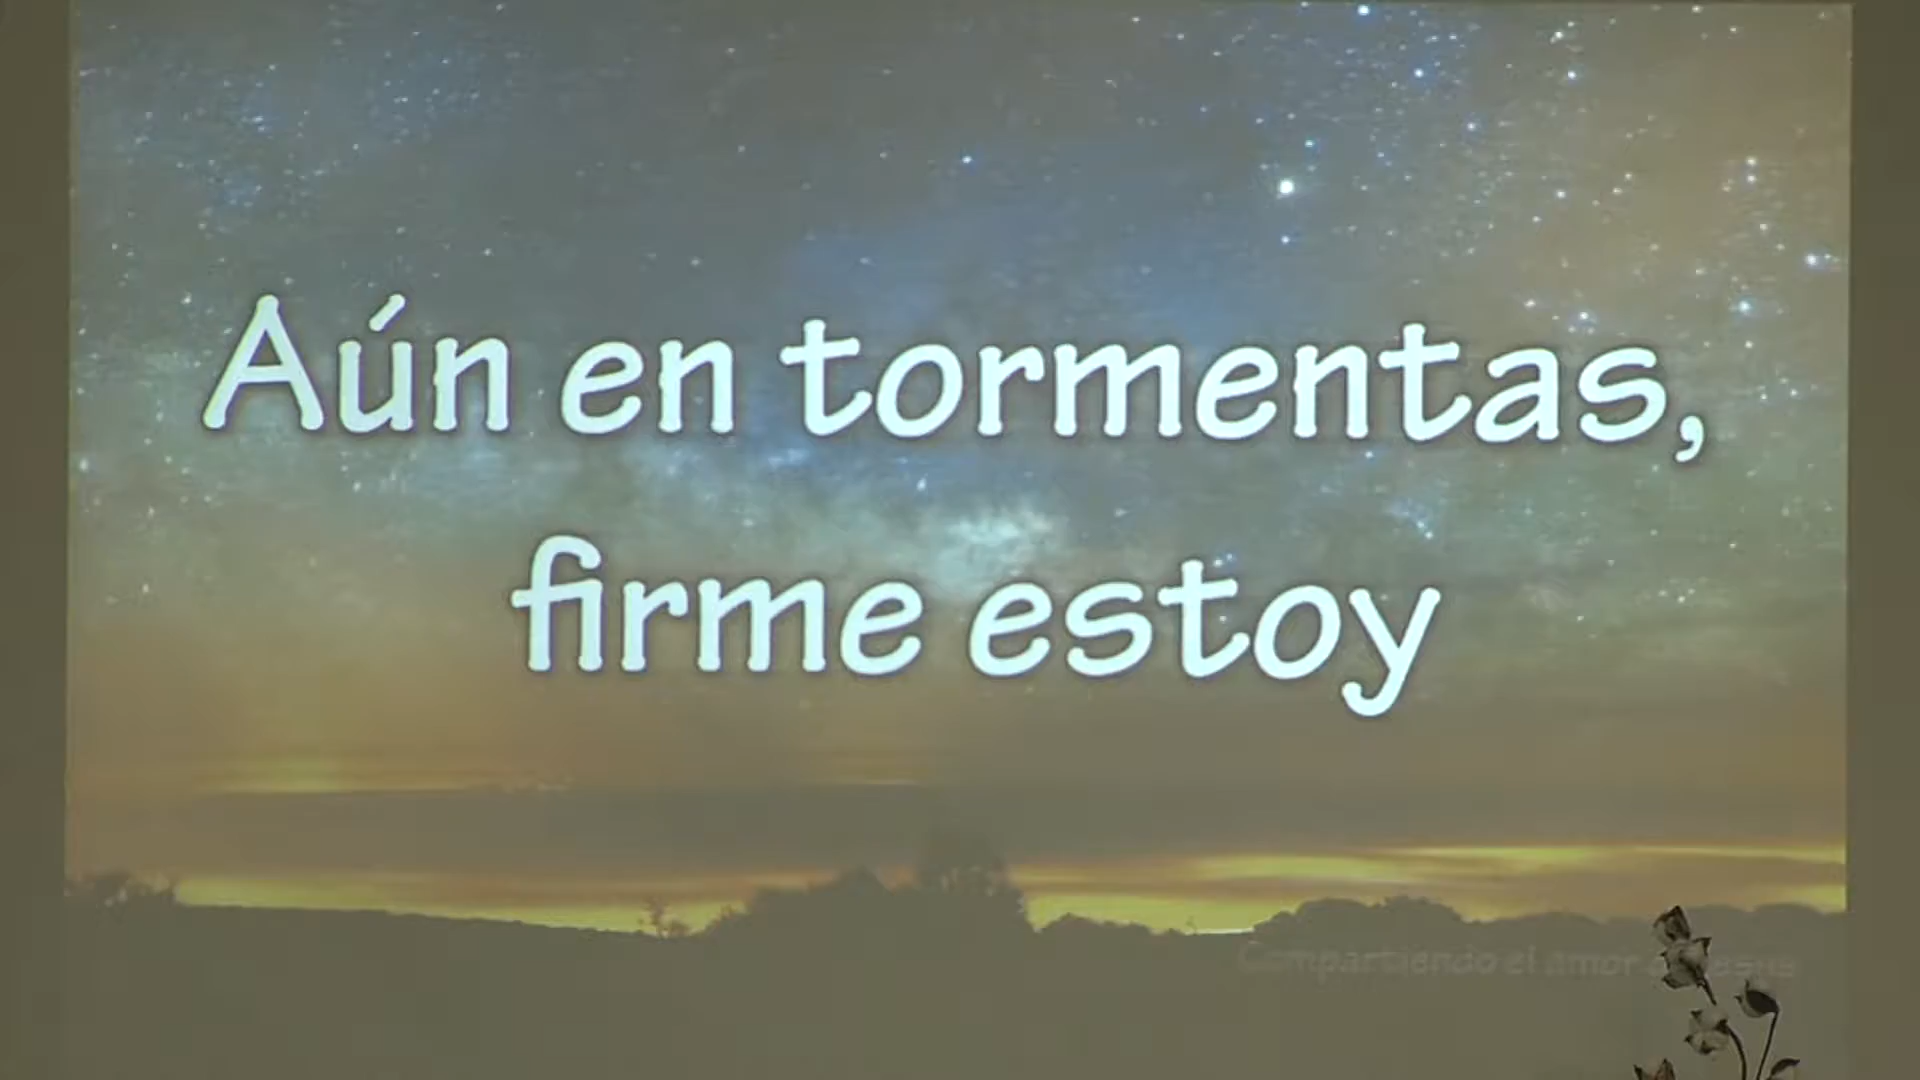 Aún en tormentas,
firme estoy
Compartiendo el amor